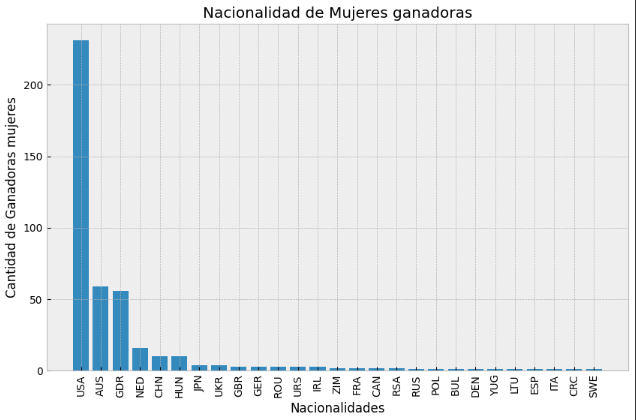 Nacionalidad de Mujeres ganadoras
Cantidad de Ganadoras mujeres
200
150
100
50
0
USA AUS GDR NED CHN HUN JPN UKR GBR GER ROU URS IRL ZIM FRA CAN RSA RUS POL BUL DEN YUG LTU ESP ITA CRC SWE
Nacionalidades